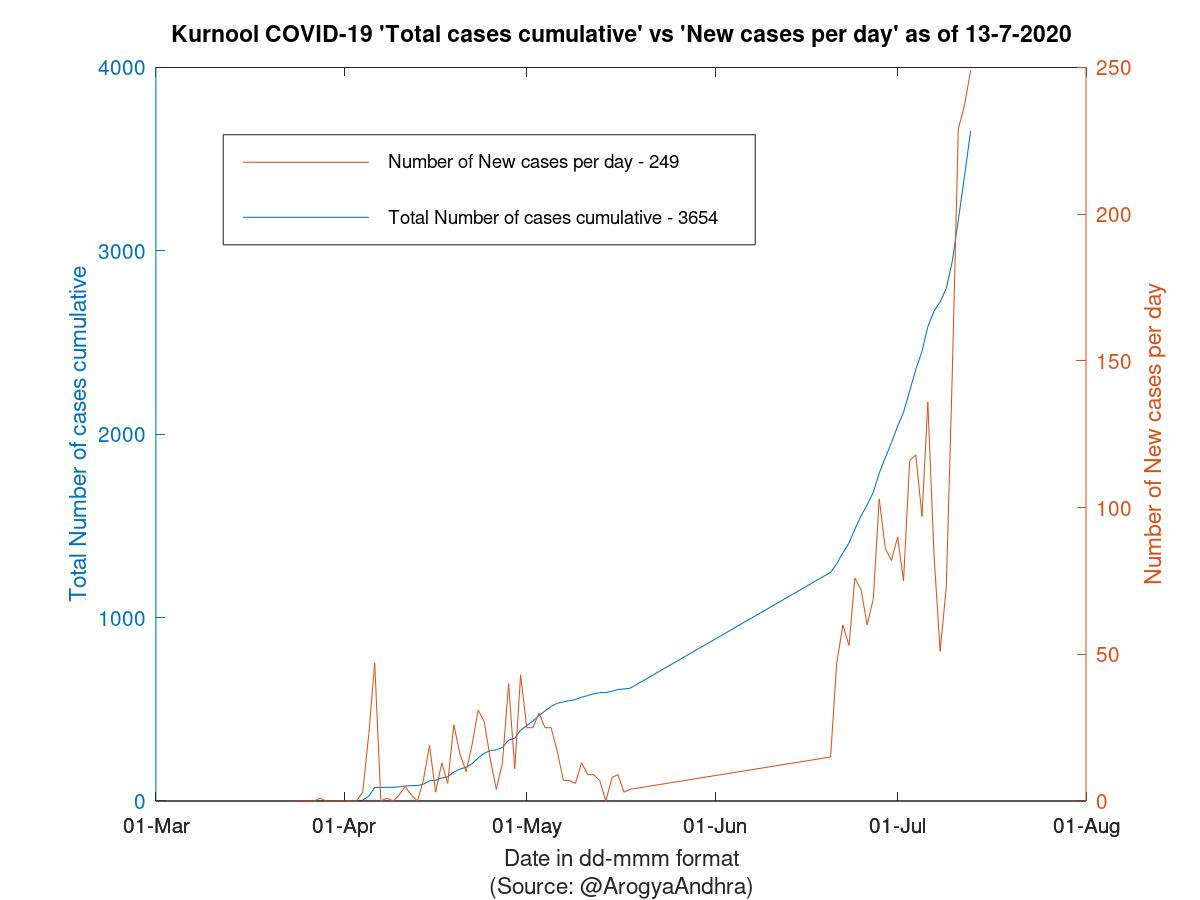 Kurnool COVID-19 'Total cases cumulative' vs 'New cases per day' as of 13-7-2020
4000
3000
2000
1000
0
Total Number of cases cumulative
Number of New cases per day - 249
Total Number of cases cumulative - 3654
250
200
150
100
50
0
Number of New cases per day
01-Mar 01-Apr 01-May 01-Jun 01-Jul 01-Aug
Date in dd-mmm format
(Source: @ArogyaAndhra)